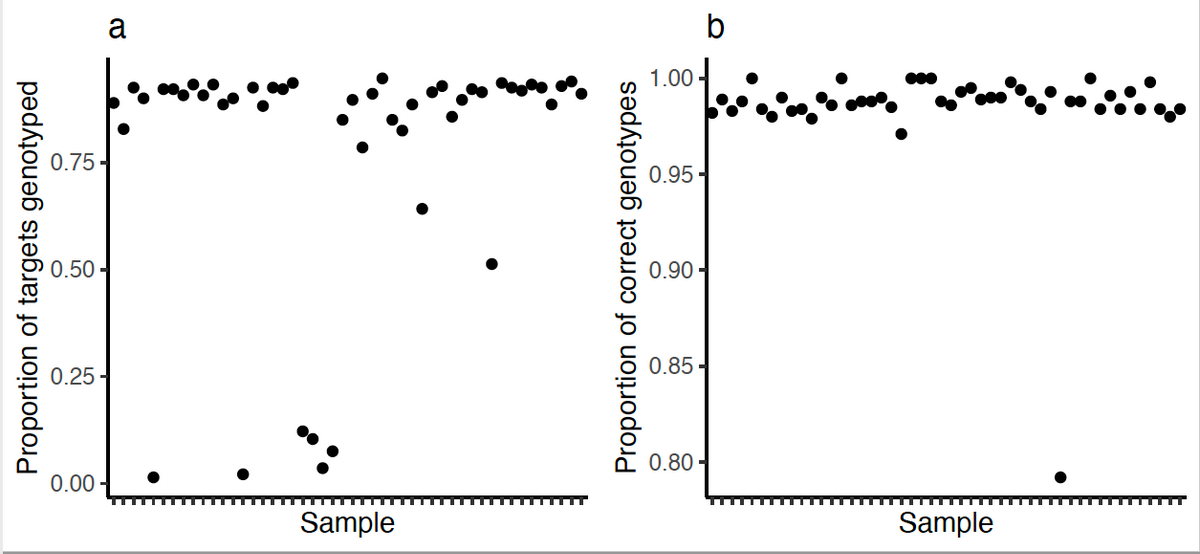 a
Proportion of targets genotyped
0.75
0.50
0.25
0.00
Sample
b
Proportion of correct genotypes
1.00
0.95
0.90
0.85
0.80
Sample